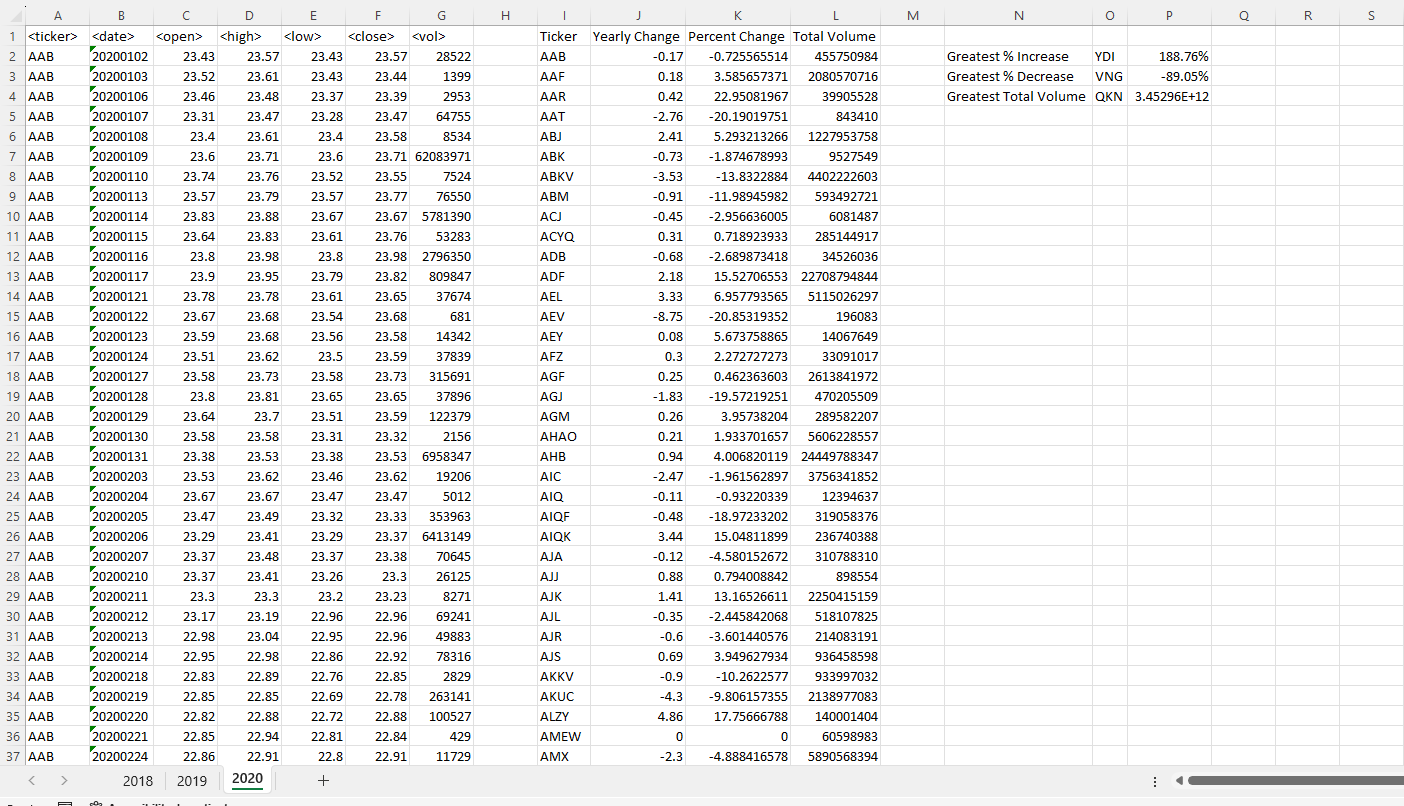 A B C D E F G H I J K L M N O P Q R S
1 <ticker> <date> <open> <high> <low> <close> <vol> Ticker Yearly Change Percent Change Total Volume
2 AAB 20200102 23.43 23.57 23.43 23.57 28522 AAB -0.17 -0.725565514 455750984 Greatest % Increase YDI 188.76%
3 AAB 20200103 23.52 23.61 23.43 23.44 1399 AAF 0.18 3.585657371 2080570716 Greatest % Decrease VNG -89.05%
4 AAB 20200106 23.46 23.48 23.37 23.39 2953 AAR 0.42 22.95081967 39905528 Greatest Total Volume QKN 3.45296E+12
5 AAB 20200107 23.31 23.47 23.28 23.47 64755 AAT -2.76 -20.19019751 843410
6 AAB 20200108 23.4 23.61 23.4 23.58 8534 ABJ 2.41 5.293213266 1227953758
7 AAB 20200109 23.6 23.71 23.6 23.71 62083971 ABK -0.73 -1.874678993 9527549
8 AAB 20200110 23.74 23.76 23.52 23.55 7524 ABKV -3.53 -13.8322884 4402222603
9 AAB 20200113 23.57 23.79 23.57 23.77 76550 ABM -0.91 -11.98945982 593492721
10 AAB 20200114 23.83 23.88 23.67 23.67 5781390 ACJ -0.45 -2.956636005 6081487
11 AAB 20200115 23.64 23.83 23.61 23.76 53283 ACYQ 0.31 0.718923933 285144917
12 AAB 20200116 23.8 23.98 23.8 23.98 2796350 ADB -0.68 -2.689873418 34526036
13 AAB 20200117 23.9 23.95 23.79 23.82 809847 ADF 2.18 15.52706553 22708794844
14 AAB 20200121 23.78 23.78 23.61 23.65 37674 AEL 3.33 6.957793565 5115026297
15 AAB 20200122 23.67 23.68 23.54 23.68 681 AEV -8.75 -20.85319352 196083
16 AAB 20200123 23.59 23.68 23.56 23.58 14342 AEY 0.08 5.673758865 14067649
17 AAB 20200124 23.51 23.62 23.5 23.59 37839 AFZ 0.3 2.272727273 33091017
18 AAB 20200127 23.58 23.73 23.58 23.73 315691 AGF 0.25 0.462363603 2613841972
19 AAB 20200128 23.8 23.81 23.65 23.65 37896 AGJ -1.83 -19.57219251 470205509
20 AAB 20200129 23.64 23.7 23.51 23.59 122379 AGM 0.26 3.95738204 289582207
21 AAB 20200130 23.58 23.58 23.31 23.32 2156 AHAO 0.21 1.933701657 5606228557
22 AAB 20200131 23.38 23.53 23.38 23.53 6958347 AHB 0.94 4.006820119 24449788347
23 AAB 20200203 23.53 23.62 23.46 23.62 19206 AIC -2.47 -1.961562897 3756341852
24 AAB 20200204 23.67 23.67 23.47 23.47 5012 AIQ -0.11 -0.93220339 12394637
25 AAB 20200205 23.47 23.49 23.32 23.33 353963 AIQF -0.48 -18.97233202 319058376
26 AAB 20200206 23.29 23.41 23.29 23.37 6413149 AIQK 3.44 15.04811899 236740388
27 AAB 20200207 23.37 23.48 23.37 23.38 70645 AJA -0.12 -4.580152672 310788310
28 AAB 20200210 23.37 23.41 23.26 23.3 26125 AJJ 0.88 0.794008842 898554
29 AAB 20200211 23.3 23.3 23.2 23.23 8271 AJK 1.41 13.16526611 2250415159
30 AAB 20200212 23.17 23.19 22.96 22.96 69241 AJL -0.35 -2.445842068 518107825
31 AAB 20200213 22.98 23.04 22.95 22.96 49883 AJR -0.6 -3.601440576 214083191
32 AAB 20200214 22.95 22.98 22.86 22.92 78316 AJS 0.69 3.949627934 936458598
33 AAB 20200218 22.83 22.89 22.76 22.85 2829 AKKV -0.9 -10.2622577 933997032
34 AAB 20200219 22.85 22.85 22.69 22.78 263141 AKUC -4.3 -9.806157355 2138977083
35 AAB 20200220 22.82 22.88 22.72 22.88 100527 ALZY 4.86 17.75666788 140001404
36 AAB 20200221 22.85 22.94 22.81 22.84 429 AMEW 0 0 60598983
37 AAB 20200224 22.86 22.91 22.8 22.91 11729 AMX -2.3 -4.888416578 5890568394
2018 2019 2020